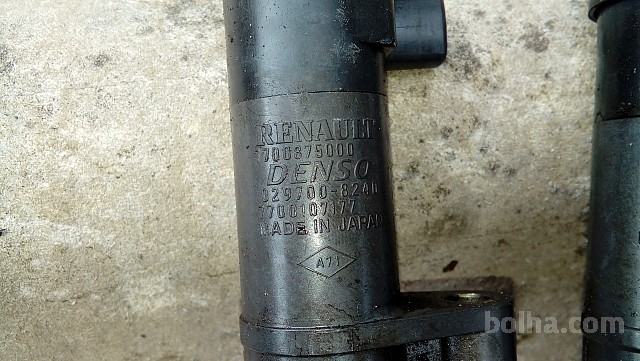 RENAULT
700875000
DENSO
029700-8240
7700107177
MADE IN JAPAN
A71
bolha.com